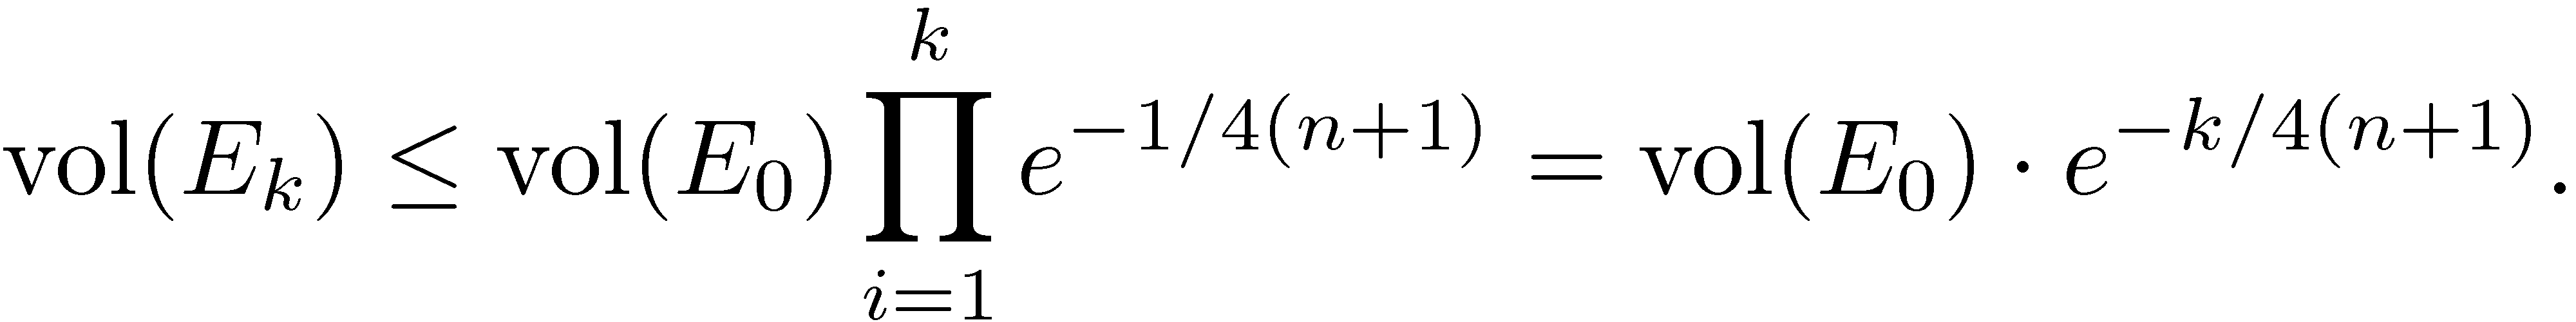 vol(E_k) ≤ vol(E_0) ∏_{i=1}^{k} e^{−1/4(n+1)} = vol(E_0) · e^{−k/4(n+1)}.